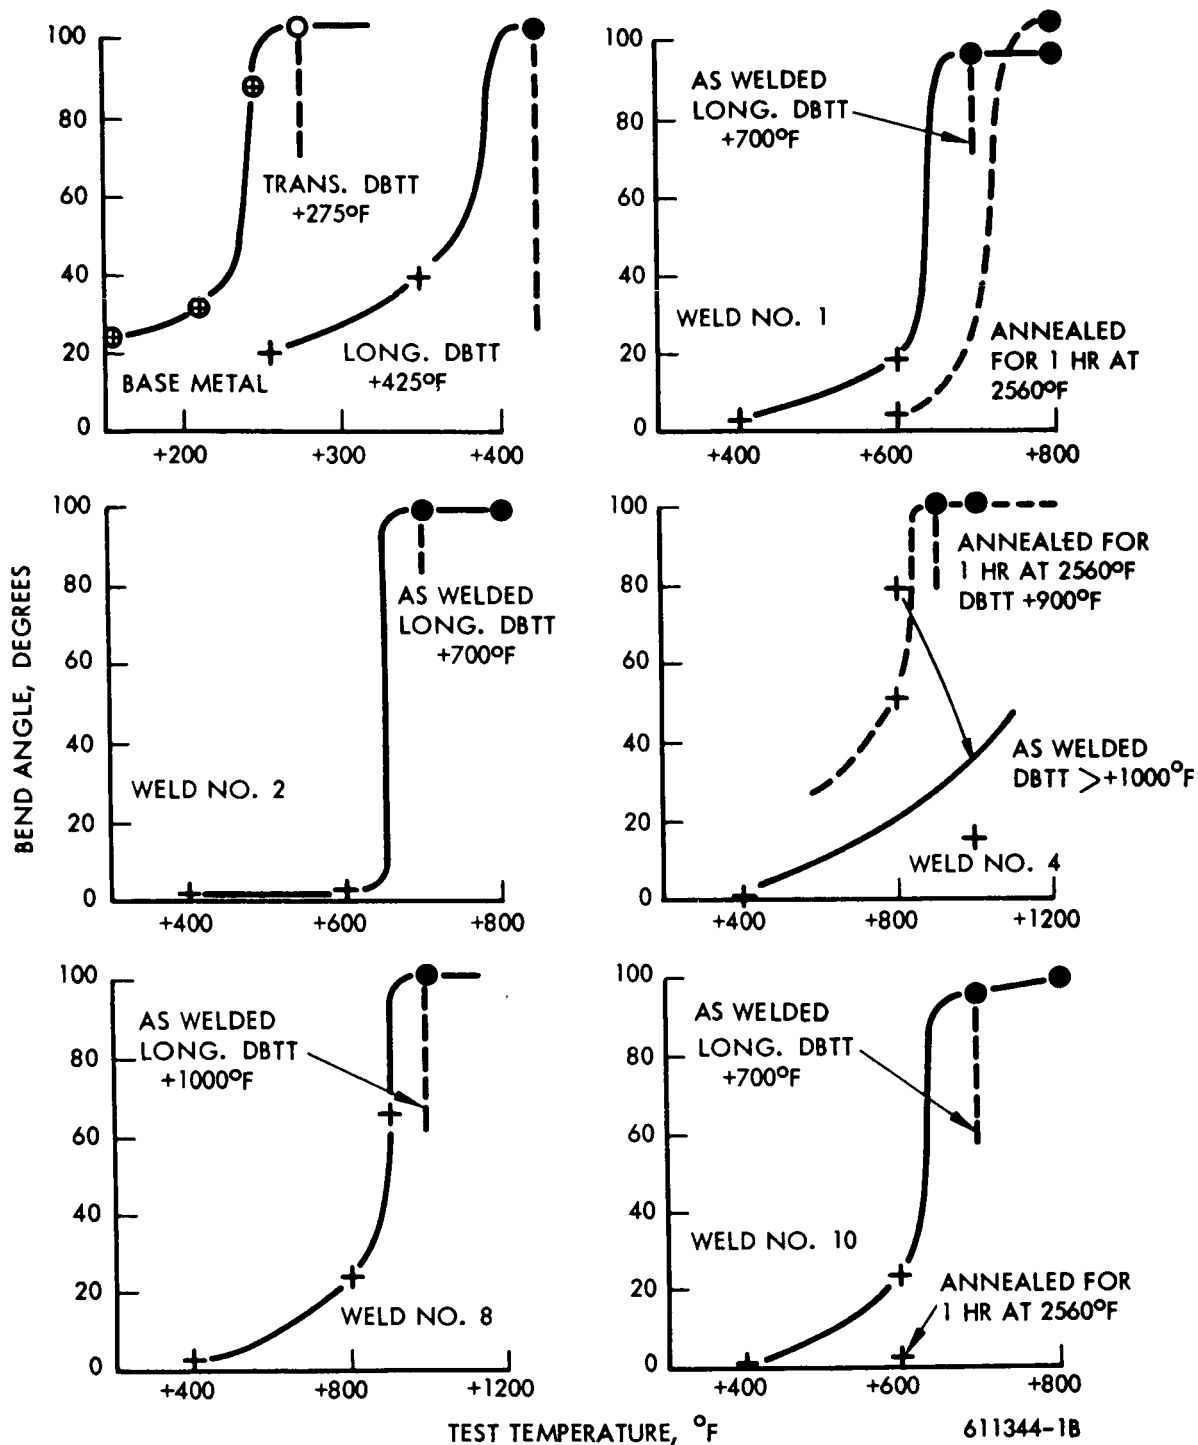 BEND ANGLE, DEGREES
100
80
60
40
20
0
TRANS. DBTT
+275°F
LONG. DBTT
+425°F
BASE METAL
+200
+300
+400
100
80
60
40
20
0
AS WELDED
LONG. DBTT
+700°F
WELD NO. 1
ANNEALED
FOR 1 HR AT
2560°F
+400
+600
+800
100
80
60
40
20
0
AS WELDED
LONG. DBTT
+700°F
WELD NO. 2
+400
+600
+800
100
80
60
40
20
0
ANNEALED FOR
1 HR AT 2560°F
DBTT +900°F
AS WELDED
DBTT >+1000°F
WELD NO. 4
+400
+800
+1200
100
80
60
40
20
0
AS WELDED
LONG. DBTT
+1000°F
WELD NO. 8
+400
+800
+1200
100
80
60
40
20
0
AS WELDED
LONG. DBTT
+700°F
WELD NO. 10
ANNEALED FOR
1 HR AT 2560°F
+400
+600
+800
TEST TEMPERATURE, °F
611344-1B